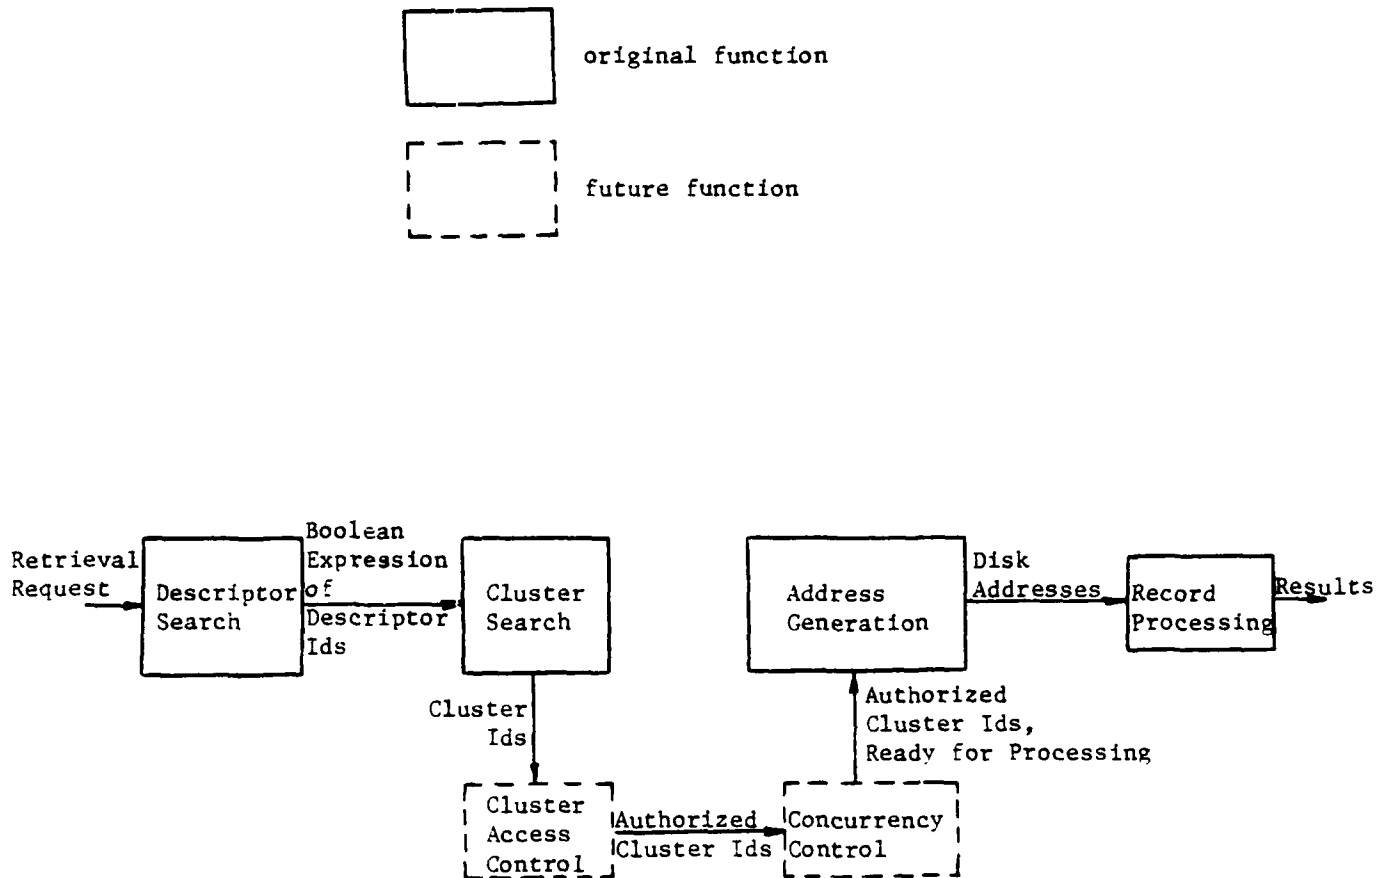 original function
future function
Retrieval
Request
Descriptor
Search
Boolean
Expression
of
Descriptor
Ids
Cluster
Search
Cluster
Ids
Cluster
Access
Control
Authorized
Cluster Ids
Concurrency
Control
Authorized
Cluster Ids,
Ready for Processing
Address
Generation
Disk
Addresses
Record
Processing
Results